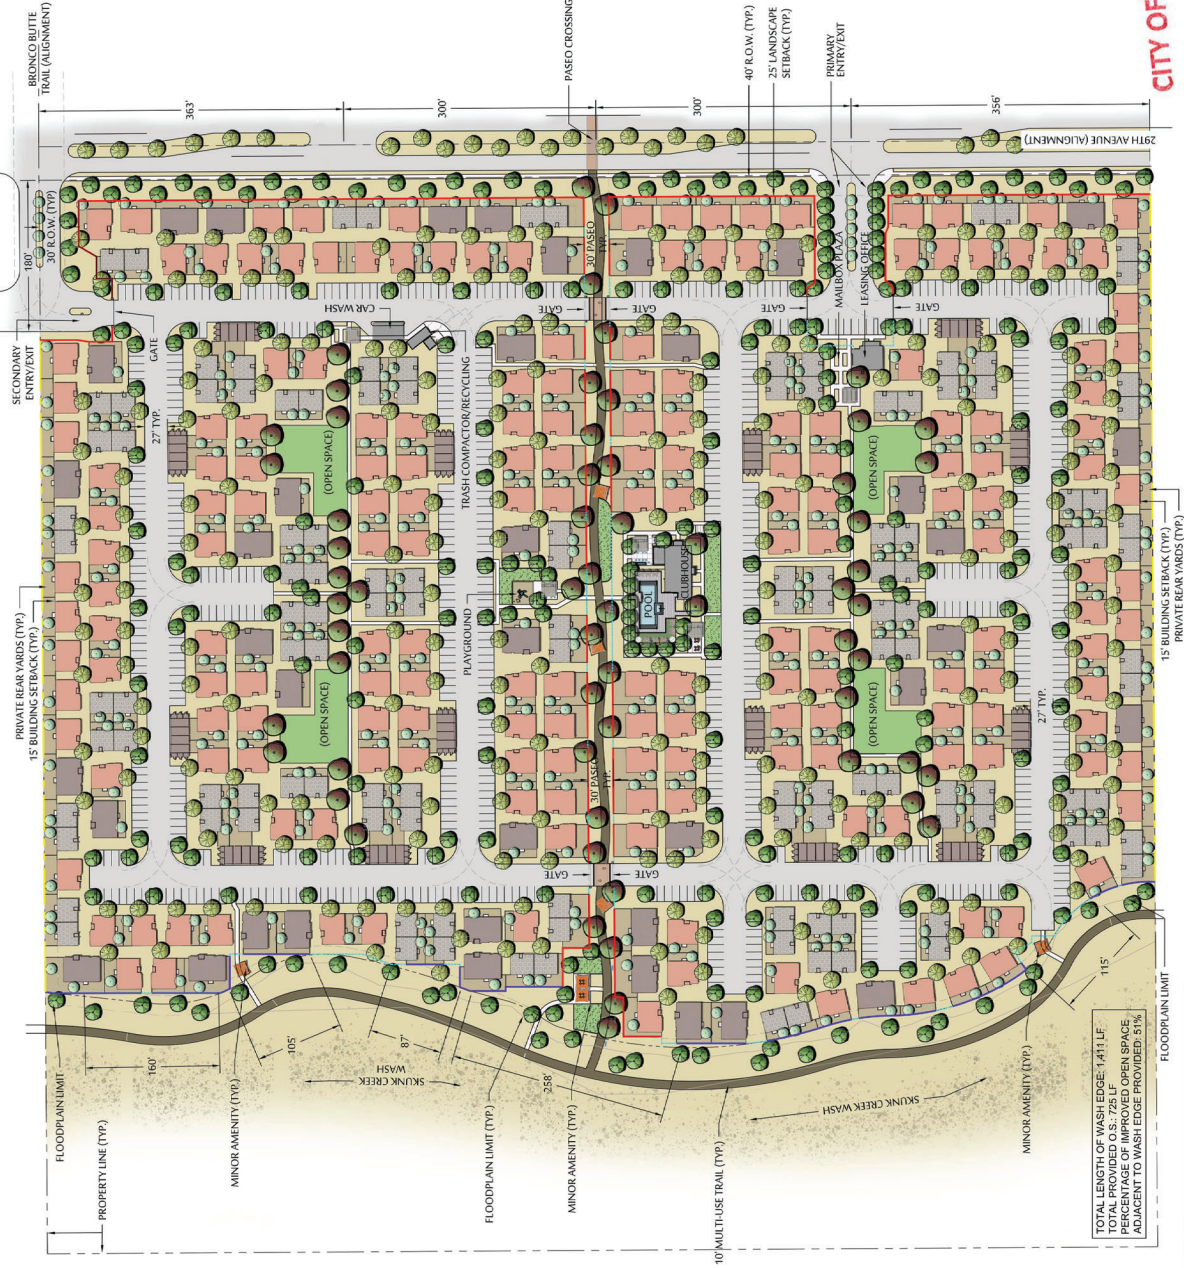 BRONCO BUTTE
TRAIL (ALIGNMENT)
PASEO CROSSING
40' R.O.W. (TYP.)
25' LANDSCAPE
SETBACK (TYP.)
PRIMARY
ENTRY/EXIT
CITY OF
363'
300'
300'
356'
29TH AVENUE (ALIGNMENT)
180'
30' R.O.W. (TYP)
SECONDARY
ENTRY/EXIT
GATE
27' TYP.
CAR WASH
TRASH COMPACTOR/RECYCLING
30' PASEO
TYP.
GATE
GATE
GATE
GATE
MAILBOX PLAZA
LEASING OFFICE
(OPEN SPACE)
(OPEN SPACE)
PRIVATE REAR YARDS (TYP.)
15' BUILDING SETBACK (TYP.)
PLAYGROUND
POOL
CLUBHOUSE
15' BUILDING SETBACK (TYP.)
PRIVATE REAR YARDS (TYP.)
(OPEN SPACE)
(OPEN SPACE)
30' PASEO
TYP.
27' TYP.
GATE
GATE
FLOODPLAIN LIMIT
160'
105'
87'
258'
115'
SKUNK CREEK
WASH
SKUNK CREEK WASH
PROPERTY LINE (TYP.)
MINOR AMENITY (TYP.)
FLOODPLAIN LIMIT (TYP.)
MINOR AMENITY (TYP.)
10' MULTI-USE TRAIL (TYP.)
MINOR AMENITY (TYP.)
FLOODPLAIN LIMIT
TOTAL LENGTH OF WASH EDGE: 1,411 LF
TOTAL PROVIDED O.S.: 725 LF
PERCENTAGE OF IMPROVED OPEN SPACE
ADJACENT TO WASH EDGE PROVIDED: 51%